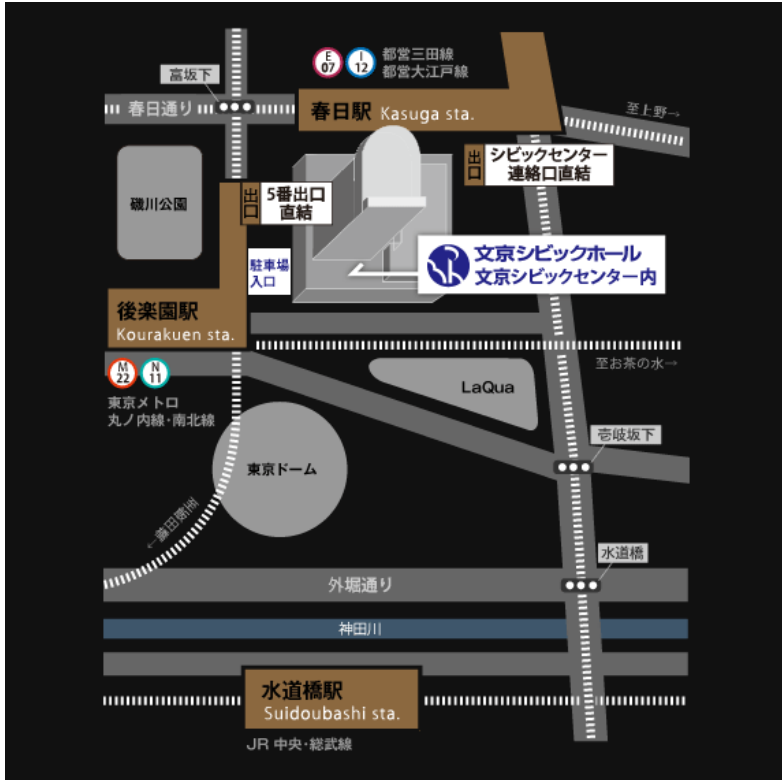 E
07
I
12
都営三田線
都営大江戸線
富坂下
春日通り
春日駅 Kasuga sta.
至上野→
出口
シビックセンター
連絡口直結
磯川公園
出口
5番出口
直結
駐車場
入口
文京シビックホール
文京シビックセンター内
後楽園駅
Kourakuen sta.
至お茶の水→
M
22
N
11
LaQua
東京メトロ
丸ノ内線・南北線
壱岐坂下
東京ドーム
至飯田橋→
水道橋
外堀通り
神田川
水道橋駅
Suidoubashi sta.
JR 中央・総武線